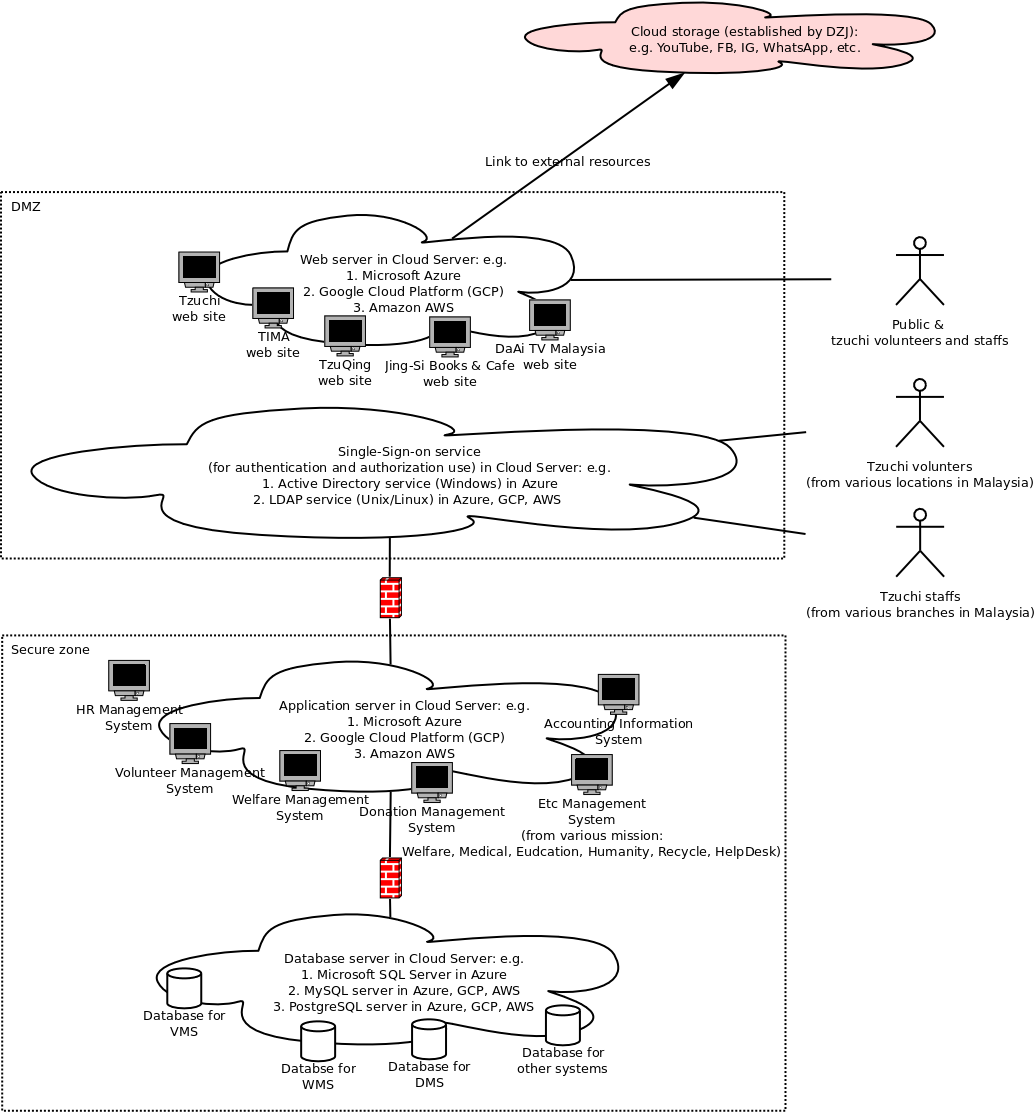 Cloud storage (established by DZJ):
e.g. YouTube, FB, IG, WhatsApp, etc.
Link to external resources
DMZ
Web server in Cloud Server: e.g.
1. Microsoft Azure
2. Google Cloud Platform (GCP)
3. Amazon AWS
Tzuchi
web site
TIMA
web site
TzuQing
web site
Jing-Si Books & Cafe
web site
DaAi TV Malaysia
web site
Public &
tzuchi volunteers and staffs
Single-Sign-on service
(for authentication and authorization use) in Cloud Server: e.g.
1. Active Directory service (Windows) in Azure
2. LDAP service (Unix/Linux) in Azure, GCP, AWS
Tzuchi volunters
(from various locations in Malaysia)
Tzuchi staffs
(from various branches in Malaysia)
Secure zone
HR Management
System
Application server in Cloud Server: e.g.
1. Microsoft Azure
2. Google Cloud Platform (GCP)
3. Amazon AWS
Accounting Information
System
Volunteer Management
System
Welfare Management
System
Donation Management
System
Etc Management
System
(from various mission:
Welfare, Medical, Eudcation, Humanity, Recycle, HelpDesk)
Database server in Cloud Server: e.g.
1. Microsoft SQL Server in Azure
2. MySQL server in Azure, GCP, AWS
3. PostgreSQL server in Azure, GCP, AWS
Database for
VMS
Databse for
WMS
Database for
DMS
Database for
other systems